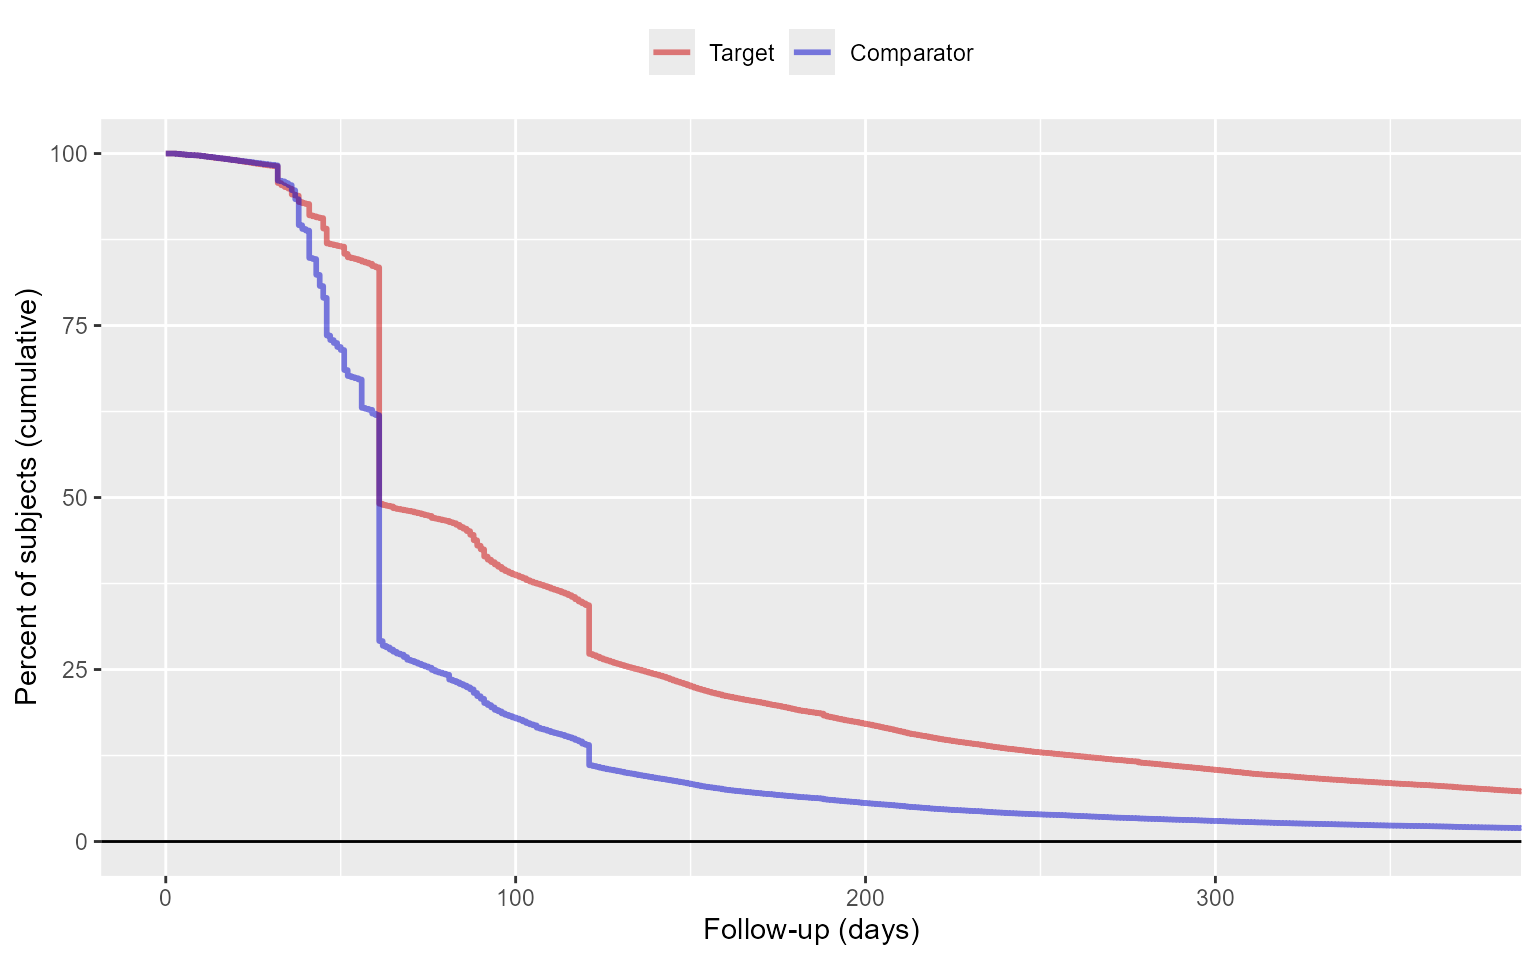 Target Comparator
Percent of subjects (cumulative)
100
75
50
25
0
0 100 200 300
Follow-up (days)